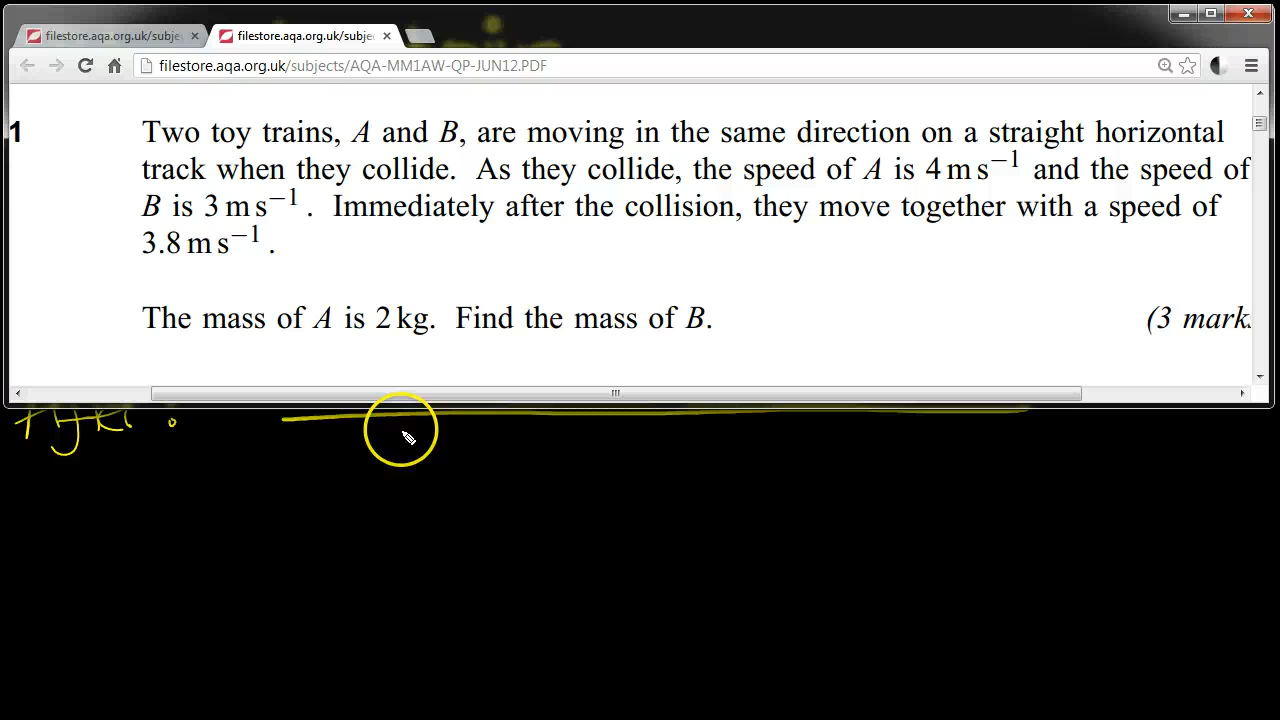 filestore.aqa.org.uk/subje
filestore.aqa.org.uk/subje
filestore.aqa.org.uk/subjects/AQA-MM1AW-QP-JUN12.PDF
1 Two toy trains, A and B, are moving in the same direction on a straight horizontal
track when they collide. As they collide, the speed of A is 4 m s⁻¹ and the speed of
B is 3 m s⁻¹. Immediately after the collision, they move together with a speed of
3.8 m s⁻¹.
The mass of A is 2 kg. Find the mass of B. (3 marks